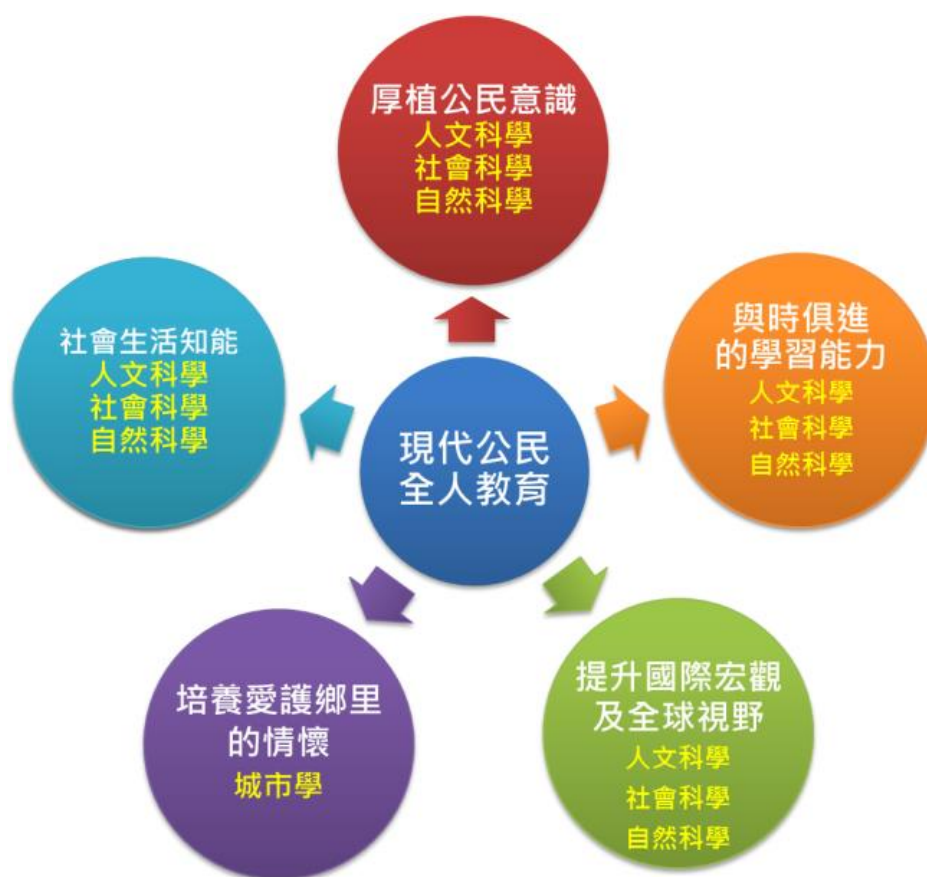 厚植公民意識
人文科學
社會科學
自然科學
與時俱進
的學習能力
人文科學
社會科學
自然科學
社會生活知能
人文科學
社會科學
自然科學
現代公民
全人教育
培養愛護鄉里
的情懷
城市學
提升國際宏觀
及全球視野
人文科學
社會科學
自然科學